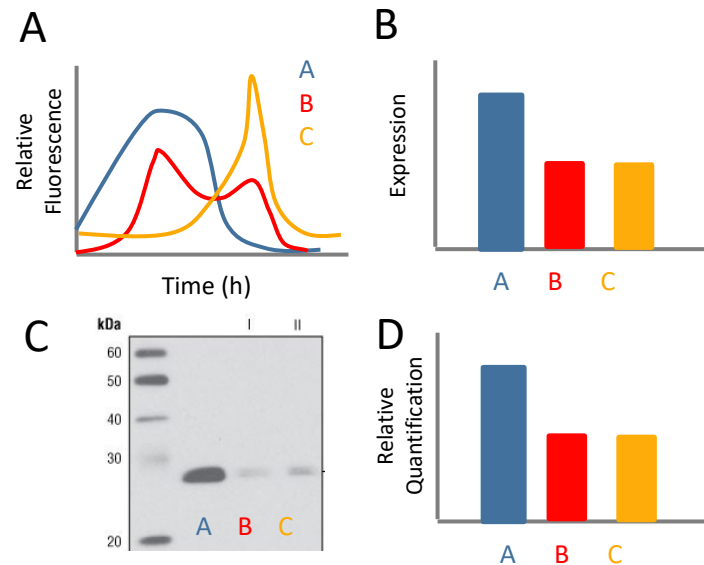 A
Relative
Fluorescence
A
B
C
Time (h)
B
Expression
A B C
C
kDa
I II
60
50
40
30
20
A B C
D
Relative
Quantification
A B C